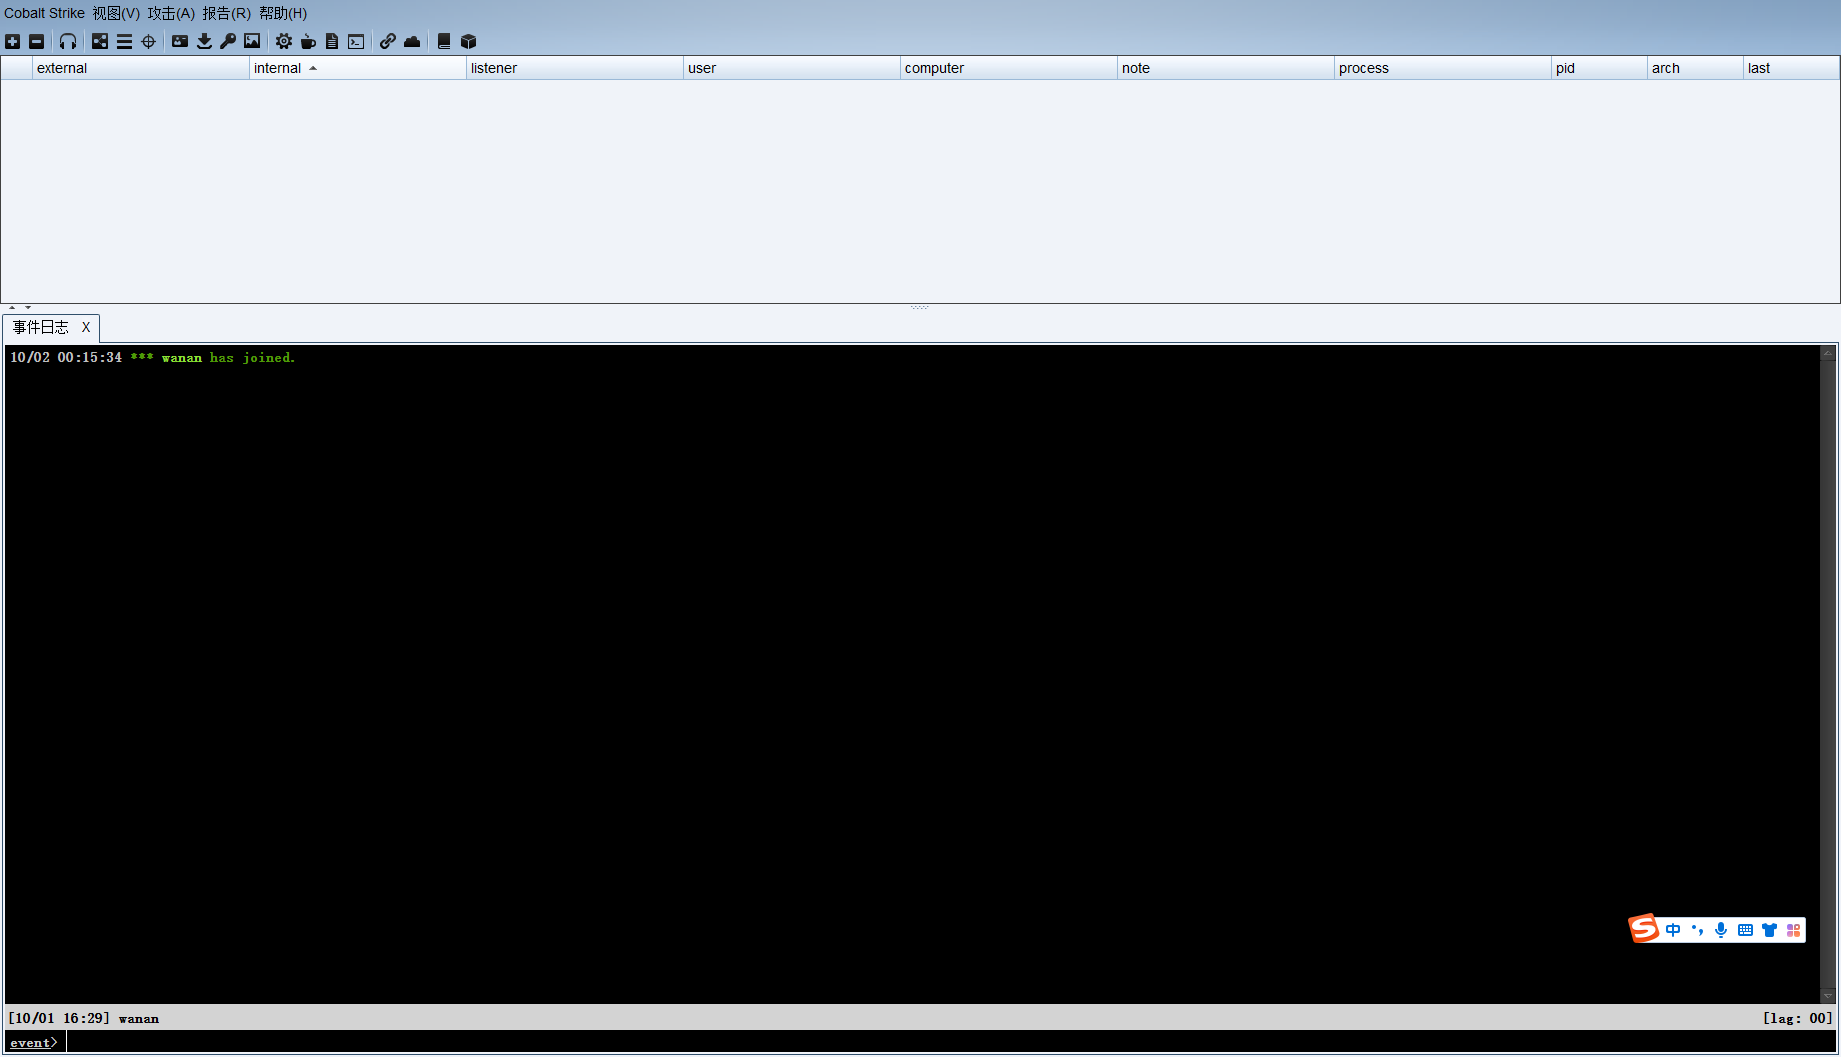 Cobalt Strike 视图(V) 攻击(A) 报告(R) 帮助(H)
external internal listener user computer note process pid arch last
事件日志 X
10/02 00:15:34 *** wanan has joined.
S 中
[10/01 16:29] wanan [lag: 00]
event>